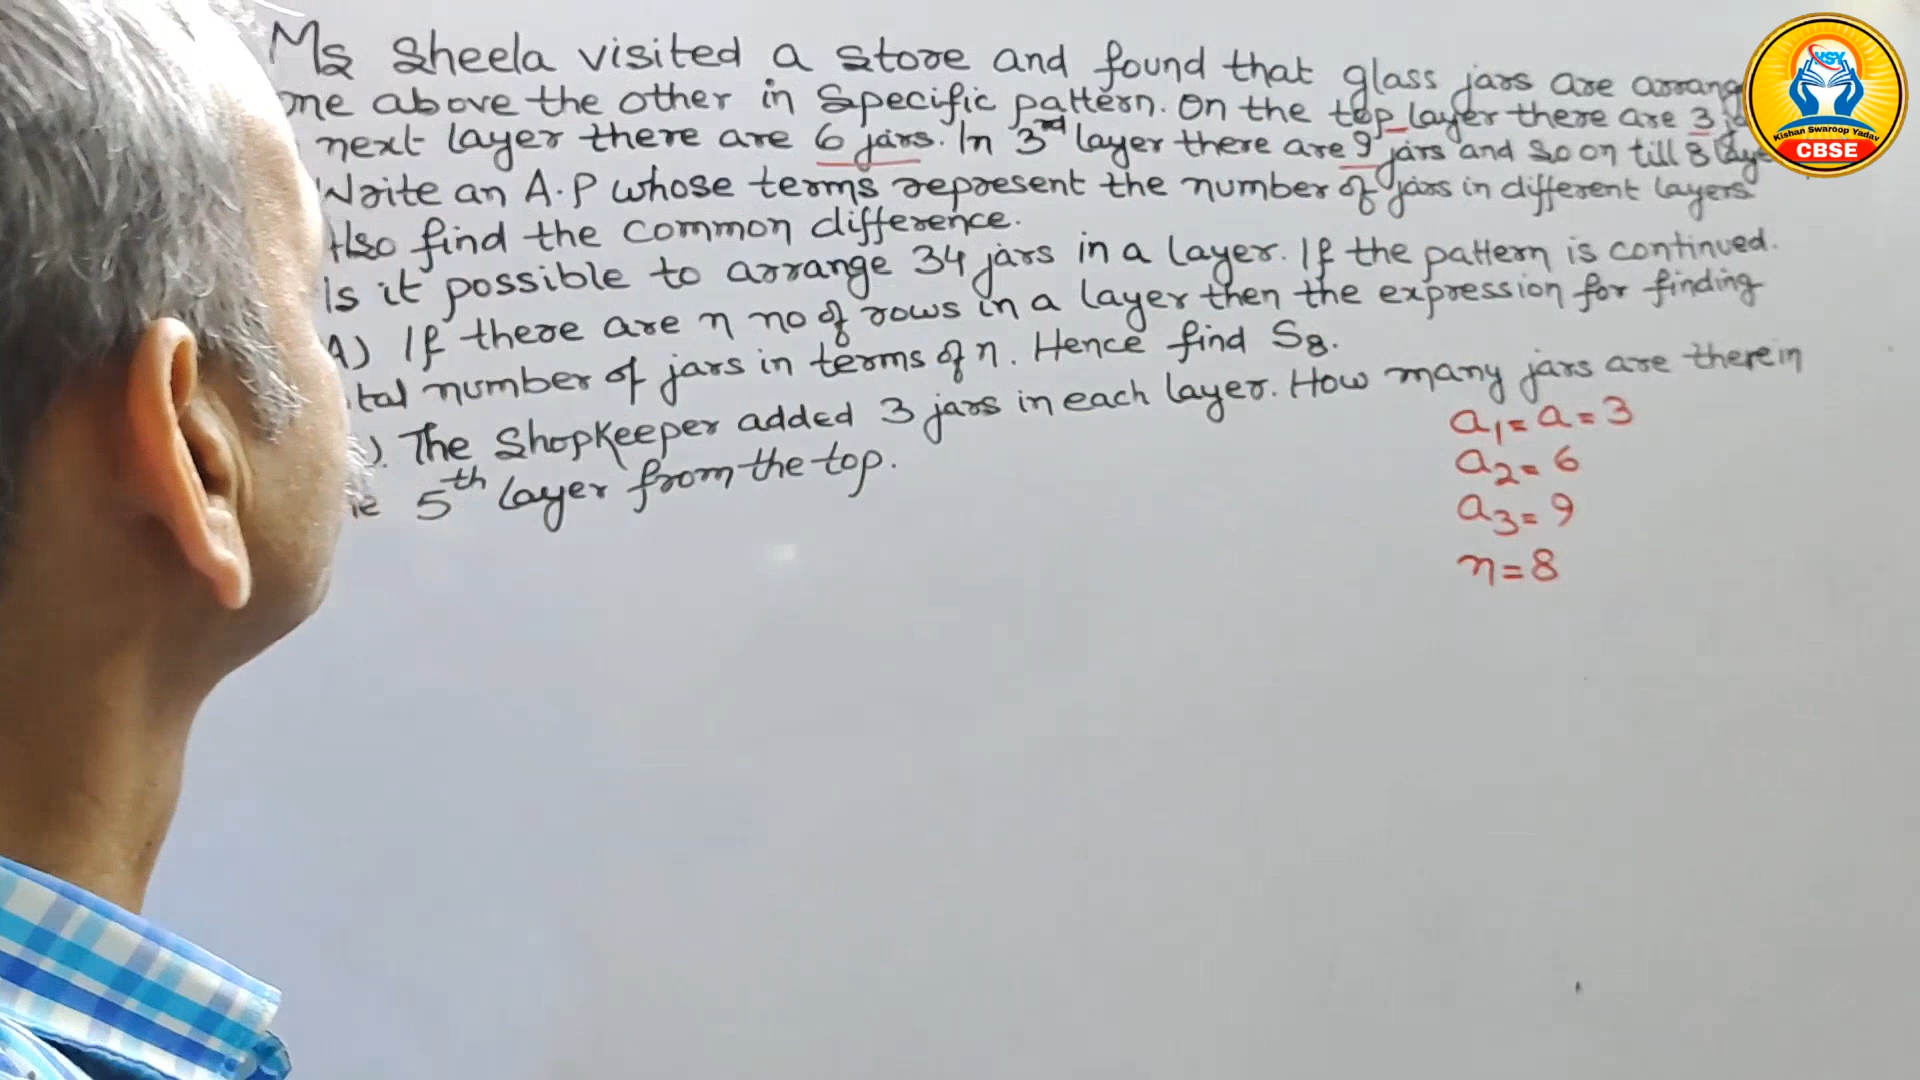 Ms Sheela visited a store and found that glass jars are arrang
me above the other in specific pattern. On the top layer there are 3
next layer there are 6 jars. In 3rd layer there are 9 jars and so on till 8 laye
Write an A.P whose terms represent the number of jars in different layers
lso find the common difference.
Is it possible to arrange 34 jars in a layer. If the pattern is continued.
A) If there are n no of rows in a layer then the expression for finding
tal number of jars in terms of n. Hence find S8.
). The Shopkeeper added 3 jars in each layer. How many jars are there in
5th layer from the top.
a1 = a = 3
a2 = 6
a3 = 9
n = 8
KSY
Kishan Swaroop Yadav
CBSE